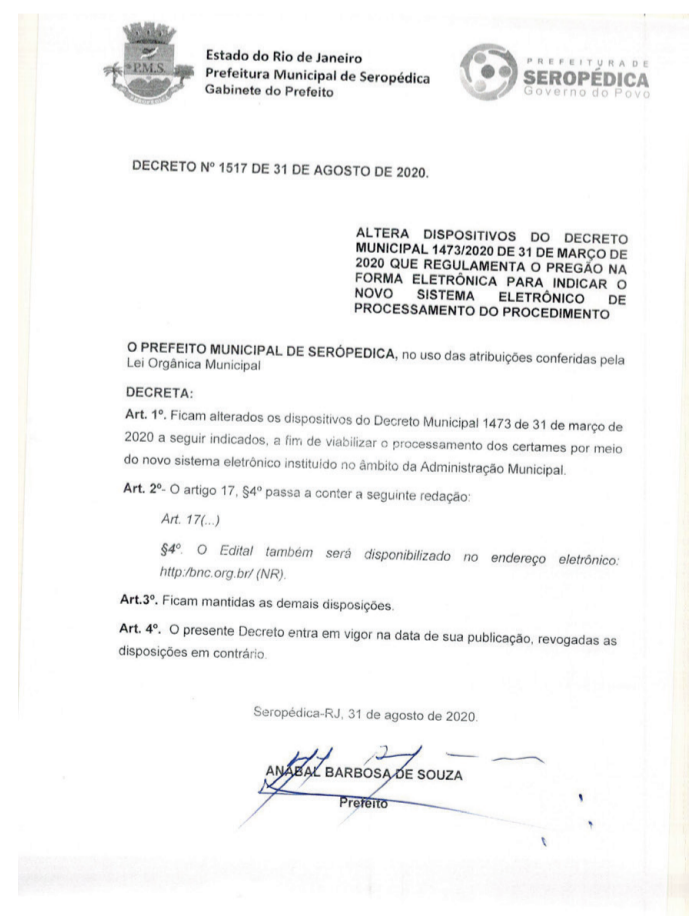 P.M.S.
SEROPÉDICA
Estado do Rio de Janeiro
Prefeitura Municipal de Seropédica
Gabinete do Prefeito
PREFEITURA DE
SEROPÉDICA
Governo do Povo
DECRETO Nº 1517 DE 31 DE AGOSTO DE 2020.
ALTERA DISPOSITIVOS DO DECRETO
MUNICIPAL 1473/2020 DE 31 DE MARÇO DE
2020 QUE REGULAMENTA O PREGÃO NA
FORMA ELETRÔNICA PARA INDICAR O
NOVO SISTEMA ELETRÔNICO DE
PROCESSAMENTO DO PROCEDIMENTO
O PREFEITO MUNICIPAL DE SERÓPEDICA, no uso das atribuições conferidas pela
Lei Orgânica Municipal
DECRETA:
Art. 1º. Ficam alterados os dispositivos do Decreto Municipal 1473 de 31 de março de
2020 a seguir indicados, a fim de viabilizar o processamento dos certames por meio
do novo sistema eletrônico instituído no âmbito da Administração Municipal.
Art. 2º- O artigo 17, §4º passa a conter a seguinte redação:
Art. 17(...)
§4º. O Edital também será disponibilizado no endereço eletrônico:
http:/bnc.org.br/ (NR).
Art.3º. Ficam mantidas as demais disposições.
Art. 4º. O presente Decreto entra em vigor na data de sua publicação, revogadas as
disposições em contrário.
Seropédica-RJ, 31 de agosto de 2020.
ANABAL BARBOSA DE SOUZA
Prefeito